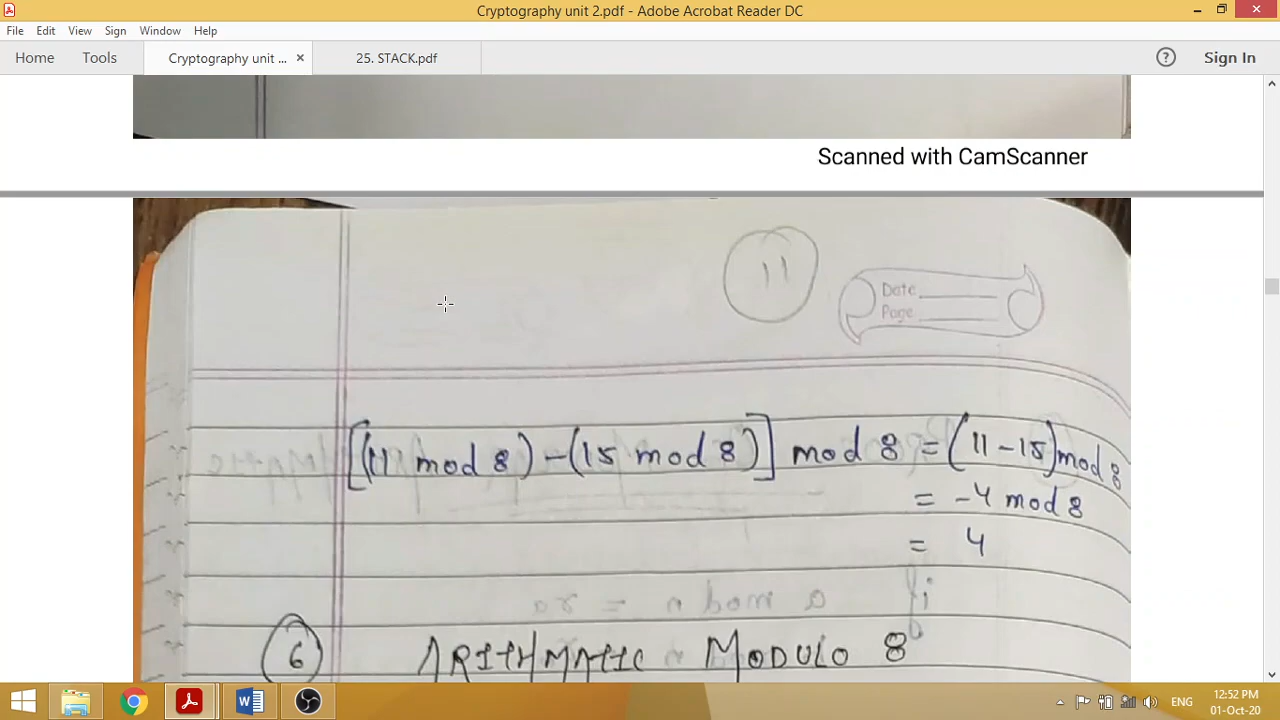 Cryptography unit 2.pdf - Adobe Acrobat Reader DC
File Edit View Sign Window Help
Home Tools Cryptography unit ... × 25. STACK.pdf ? Sign In
Scanned with CamScanner
11
Date
Page
[(11 mod 8) - (15 mod 8)] mod 8 = (11 - 15) mod 8
= -4 mod 8
= 4
6 ARITHMATIC MODULO 8
ENG 12:52 PM
01-Oct-20